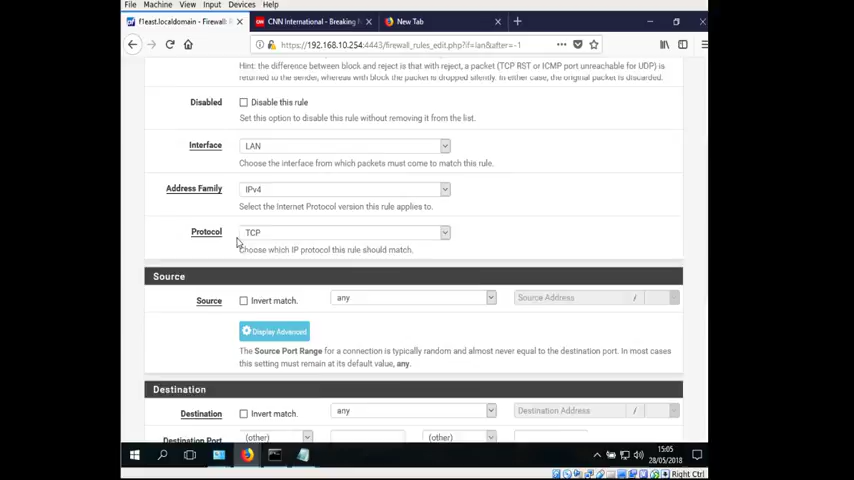 File Machine View Input Devices Help
f1east.localdomain - Firewall: R
CNN International - Breaking N
New Tab
https://192.168.10.254:4443/firewall_rules_edit.php?if=lan&after=-1
Hint: the difference between block and reject is that with reject, a packet (TCP RST or ICMP port unreachable for UDP) is
returned to the sender, whereas with block the packet is dropped silently. In either case, the original packet is discarded.
Disabled
Disable this rule
Set this option to disable this rule without removing it from the list.
Interface
LAN
Choose the interface from which packets must come to match this rule.
Address Family
IPv4
Select the Internet Protocol version this rule applies to.
Protocol
TCP
Choose which IP protocol this rule should match.
Source
Source
Invert match.
any
Source Address
/
Display Advanced
The Source Port Range for a connection is typically random and almost never equal to the destination port. In most cases
this setting must remain at its default value, any.
Destination
Destination
Invert match.
any
Destination Address
/
Destination Port
(other)
(other)
15:05
28/05/2018
Right Ctrl